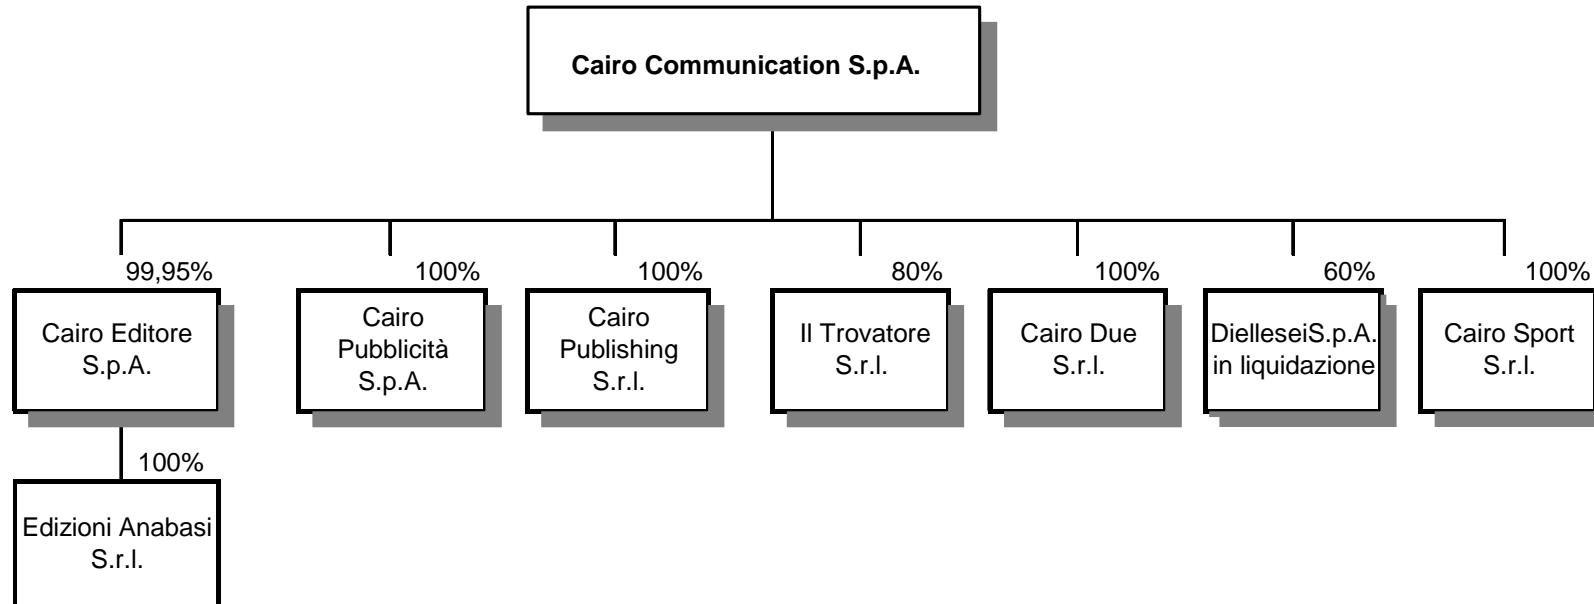 Cairo Communication S.p.A.
99,95%
100%
100%
80%
100%
60%
100%
Cairo Editore
S.p.A.
Cairo
Pubblicità
S.p.A.
Cairo
Publishing
S.r.l.
Il Trovatore
S.r.l.
Cairo Due
S.r.l.
DielleseiS.p.A.
in liquidazione
Cairo Sport
S.r.l.
100%
Edizioni Anabasi
S.r.l.